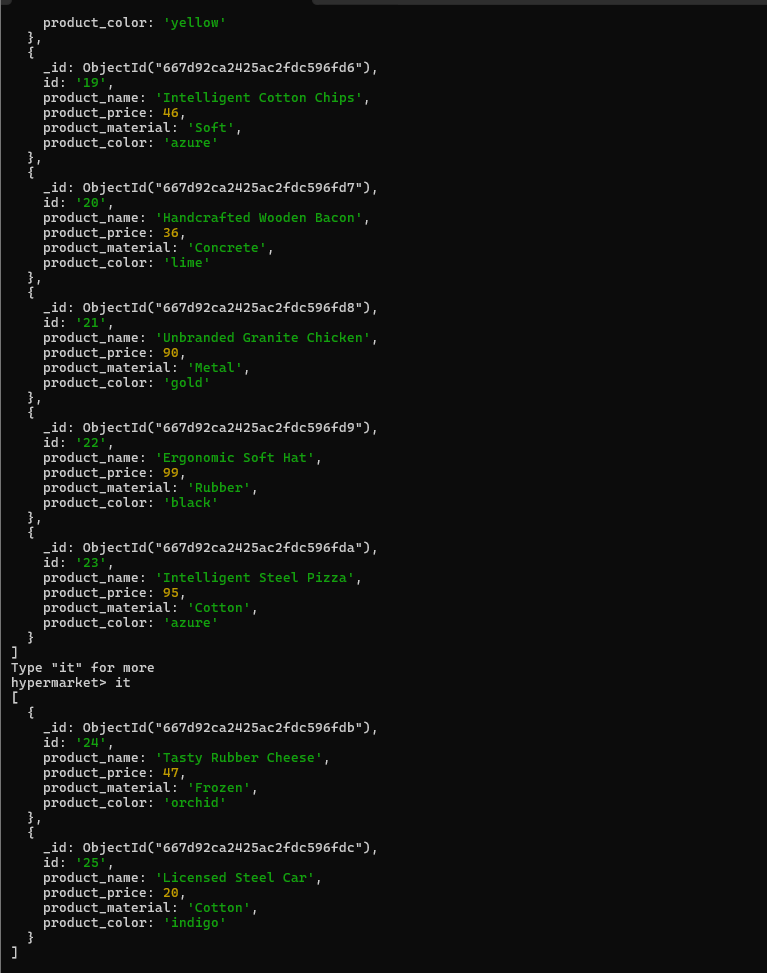 product_color: 'yellow'
  },
  {
    _id: ObjectId("667d92ca2425ac2fdc596fd6"),
    id: '19',
    product_name: 'Intelligent Cotton Chips',
    product_price: 46,
    product_material: 'Soft',
    product_color: 'azure'
  },
  {
    _id: ObjectId("667d92ca2425ac2fdc596fd7"),
    id: '20',
    product_name: 'Handcrafted Wooden Bacon',
    product_price: 36,
    product_material: 'Concrete',
    product_color: 'lime'
  },
  {
    _id: ObjectId("667d92ca2425ac2fdc596fd8"),
    id: '21',
    product_name: 'Unbranded Granite Chicken',
    product_price: 90,
    product_material: 'Metal',
    product_color: 'gold'
  },
  {
    _id: ObjectId("667d92ca2425ac2fdc596fd9"),
    id: '22',
    product_name: 'Ergonomic Soft Hat',
    product_price: 99,
    product_material: 'Rubber',
    product_color: 'black'
  },
  {
    _id: ObjectId("667d92ca2425ac2fdc596fda"),
    id: '23',
    product_name: 'Intelligent Steel Pizza',
    product_price: 95,
    product_material: 'Cotton',
    product_color: 'azure'
  }
]
Type "it" for more
hypermarket> it
[
  {
    _id: ObjectId("667d92ca2425ac2fdc596fdb"),
    id: '24',
    product_name: 'Tasty Rubber Cheese',
    product_price: 47,
    product_material: 'Frozen',
    product_color: 'orchid'
  },
  {
    _id: ObjectId("667d92ca2425ac2fdc596fdc"),
    id: '25',
    product_name: 'Licensed Steel Car',
    product_price: 20,
    product_material: 'Cotton',
    product_color: 'indigo'
  }
]